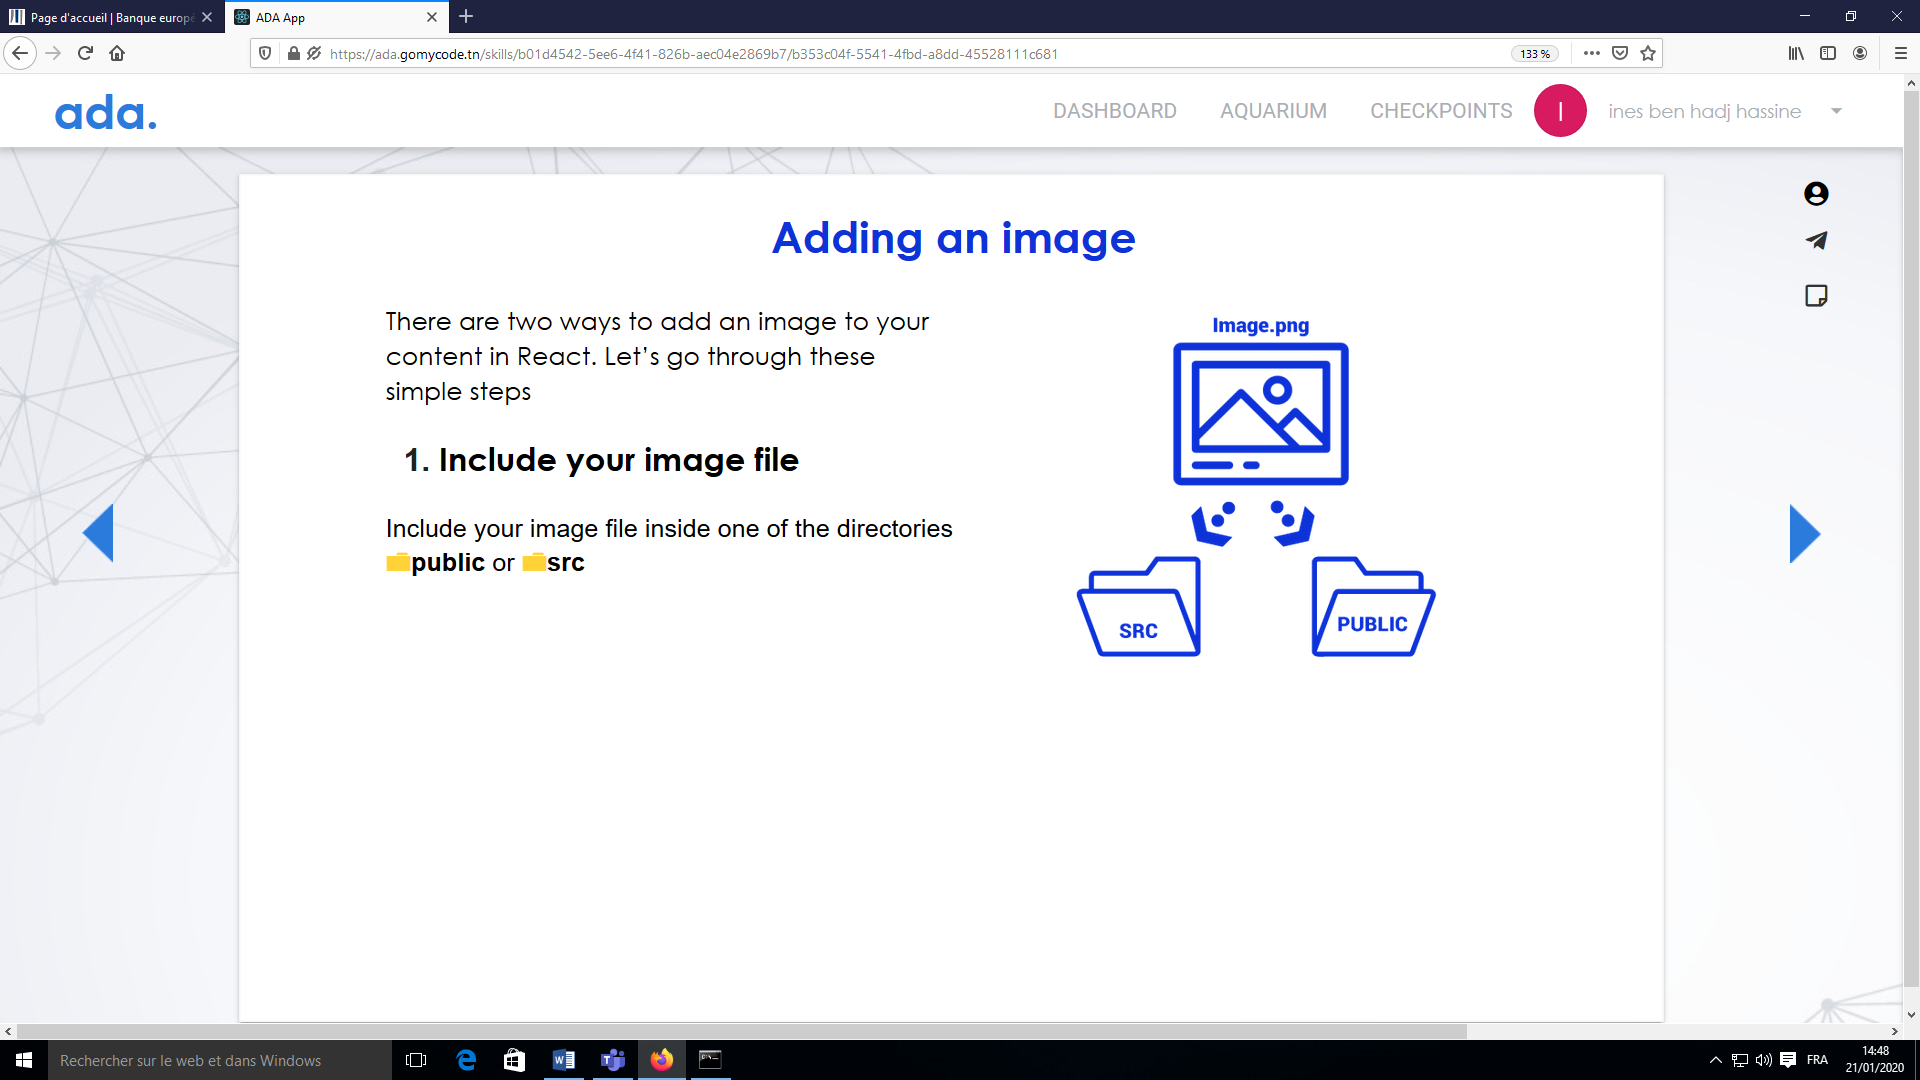 Page d'accueil | Banque europé
ADA App
https://ada.gomycode.tn/skills/b01d4542-5ee6-4f41-826b-aec04e2869b7/b353c04f-5541-4fbd-a8dd-45528111c681
133 %
ada.
DASHBOARD
AQUARIUM
CHECKPOINTS
I
ines ben hadj hassine
Adding an image
There are two ways to add an image to your
content in React. Let’s go through these
simple steps
1. Include your image file
Include your image file inside one of the directories
public or src
Image.png
SRC
PUBLIC
Rechercher sur le web et dans Windows
FRA
14:48
21/01/2020